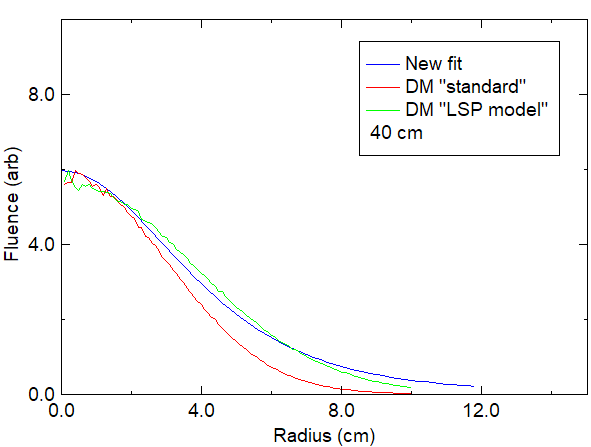 New fit
DM "standard"
DM "LSP model"
40 cm
8.0
4.0
0.0
Fluence (arb)
0.0 4.0 8.0 12.0
Radius (cm)